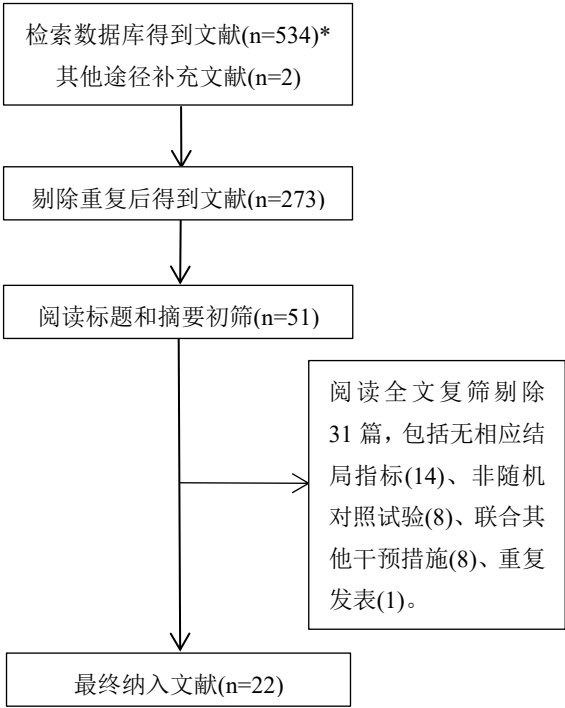 检索数据库得到文献(n=534)*
其他途径补充文献(n=2)
剔除重复后得到文献(n=273)
阅读标题和摘要初筛(n=51)
阅读全文复筛剔除
31 篇，包括无相应结
局指标(14)、非随机
对照试验(8)、联合其
他干预措施(8)、重复
发表(1)。
最终纳入文献(n=22)